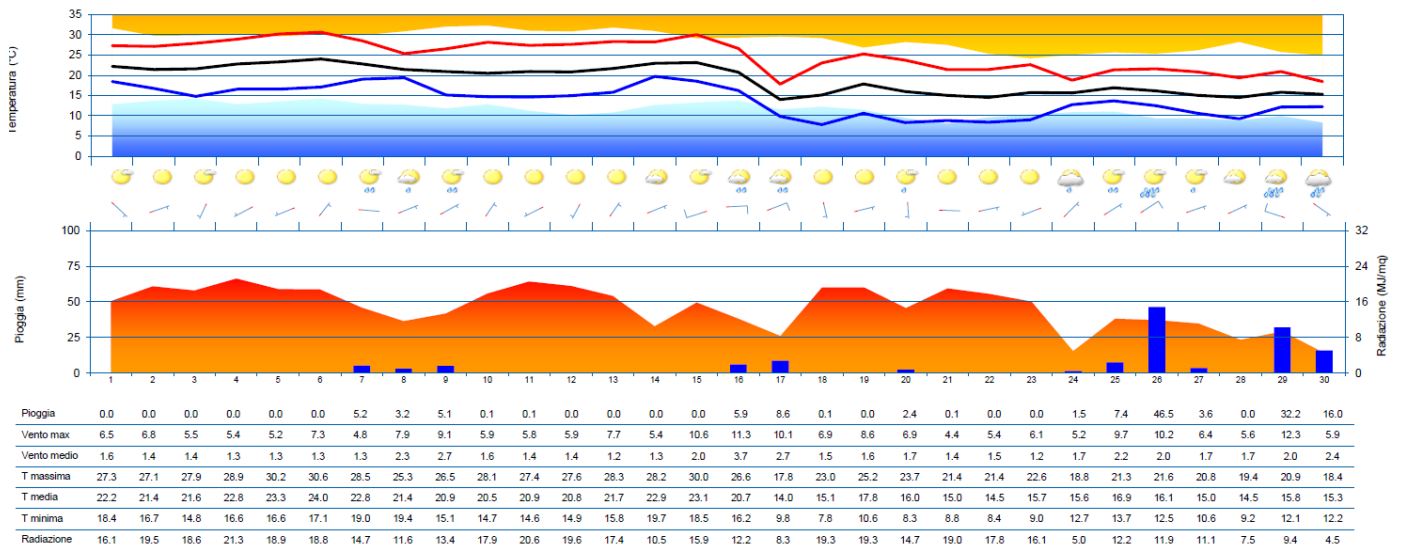 35
30
25
20
15
10
5
0
Temperatura (°C)
100
75
50
25
0
Pioggia (mm)
32
24
16
8
0
Radiazione (MJ/mq)
1 2 3 4 5 6 7 8 9 10 11 12 13 14 15 16 17 18 19 20 21 22 23 24 25 26 27 28 29 30
Pioggia 0.0 0.0 0.0 0.0 0.0 0.0 5.2 3.2 5.1 0.1 0.1 0.0 0.0 0.0 0.0 5.9 8.6 0.1 0.0 2.4 0.1 0.0 0.0 1.5 7.4 46.5 3.6 0.0 32.2 16.0
Vento max 6.5 6.8 5.5 5.4 5.2 7.3 4.8 7.9 9.1 5.9 5.8 5.9 7.7 5.4 10.6 11.3 10.1 6.9 8.6 6.9 4.4 5.4 6.1 5.2 9.7 10.2 6.4 5.6 12.3 5.9
Vento medio 1.6 1.4 1.4 1.3 1.3 1.3 1.3 2.3 2.7 1.6 1.4 1.4 1.2 1.3 2.0 3.7 2.7 1.5 1.6 1.7 1.4 1.5 1.2 1.7 2.2 2.0 1.7 1.7 2.0 2.4
T massima 27.3 27.1 27.9 28.9 30.2 30.6 28.5 25.3 26.5 28.1 27.4 27.6 28.3 28.2 30.0 26.6 17.8 23.0 25.2 23.7 21.4 21.4 22.6 18.8 21.3 21.6 20.8 19.4 20.9 18.4
T media 22.2 21.4 21.6 22.8 23.3 24.0 22.8 21.4 20.9 20.5 20.9 20.8 21.7 22.9 23.1 20.7 14.0 15.1 17.8 16.0 15.0 14.5 15.7 15.6 16.9 16.1 15.0 14.5 15.8 15.3
T minima 18.4 16.7 14.8 16.6 16.6 17.1 19.0 19.4 15.1 14.7 14.6 14.9 15.8 19.7 18.5 16.2 9.8 7.8 10.6 8.3 8.8 8.4 9.0 12.7 13.7 12.5 10.6 9.2 12.1 12.2
Radiazione 16.1 19.5 18.6 21.3 18.9 18.8 14.7 11.6 13.4 17.9 20.6 19.6 17.4 10.5 15.9 12.2 8.3 19.3 19.3 14.7 19.0 17.8 16.1 5.0 12.2 11.9 11.1 7.5 9.4 4.5